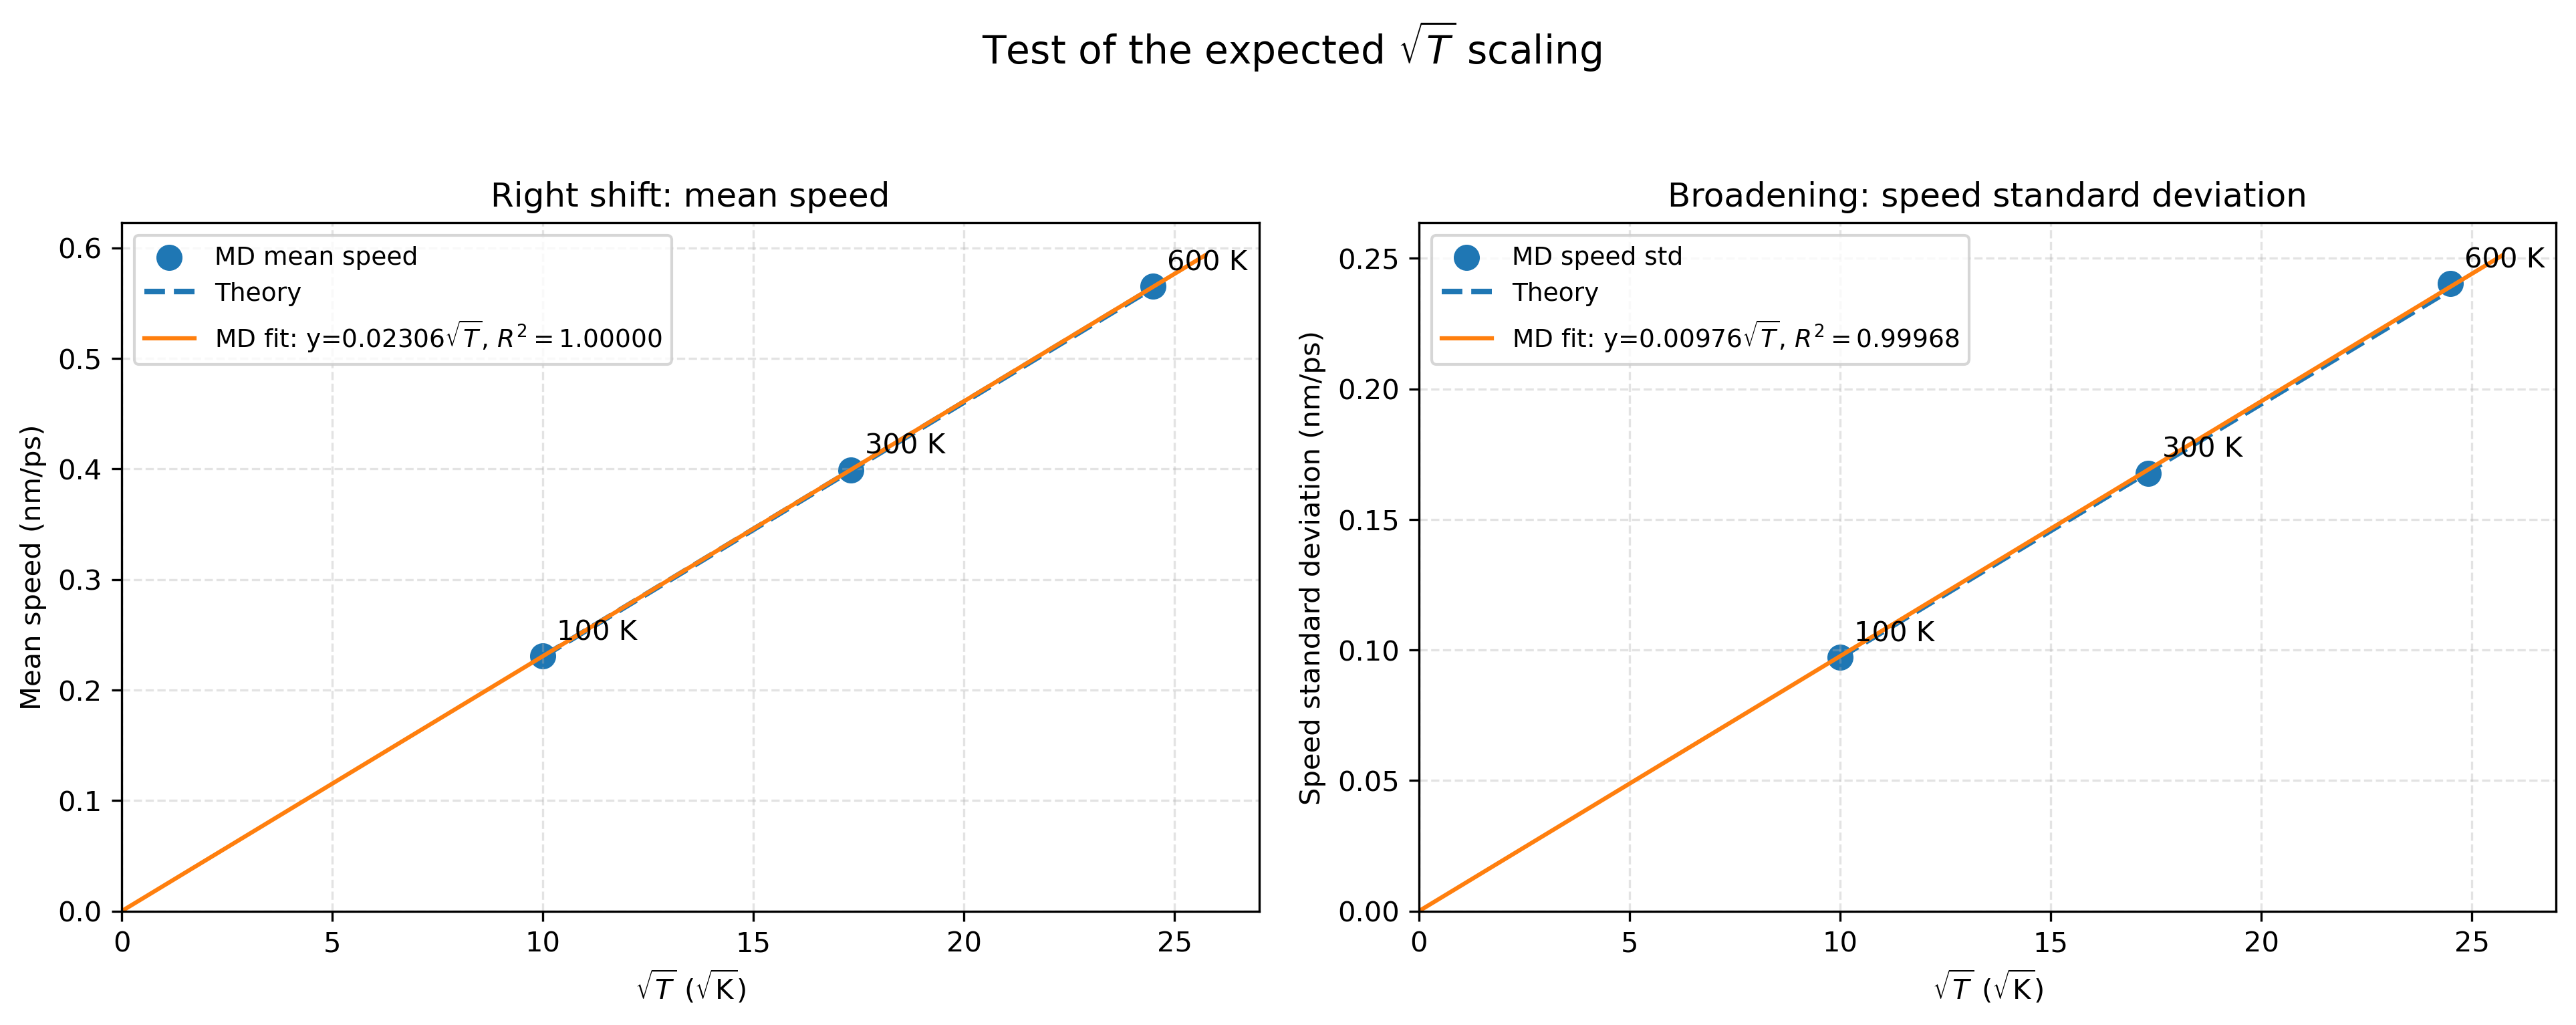 Test of the expected √T scaling
Right shift: mean speed
0.6
0.5
0.4
0.3
0.2
0.1
0.0
Mean speed (nm/ps)
MD mean speed
Theory
MD fit: y=0.02306√T, R² = 1.00000
100 K
300 K
600 K
0 5 10 15 20 25
√T (√K)
Broadening: speed standard deviation
0.25
0.20
0.15
0.10
0.05
0.00
Speed standard deviation (nm/ps)
MD speed std
Theory
MD fit: y=0.00976√T, R² = 0.99968
100 K
300 K
600 K
0 5 10 15 20 25
√T (√K)